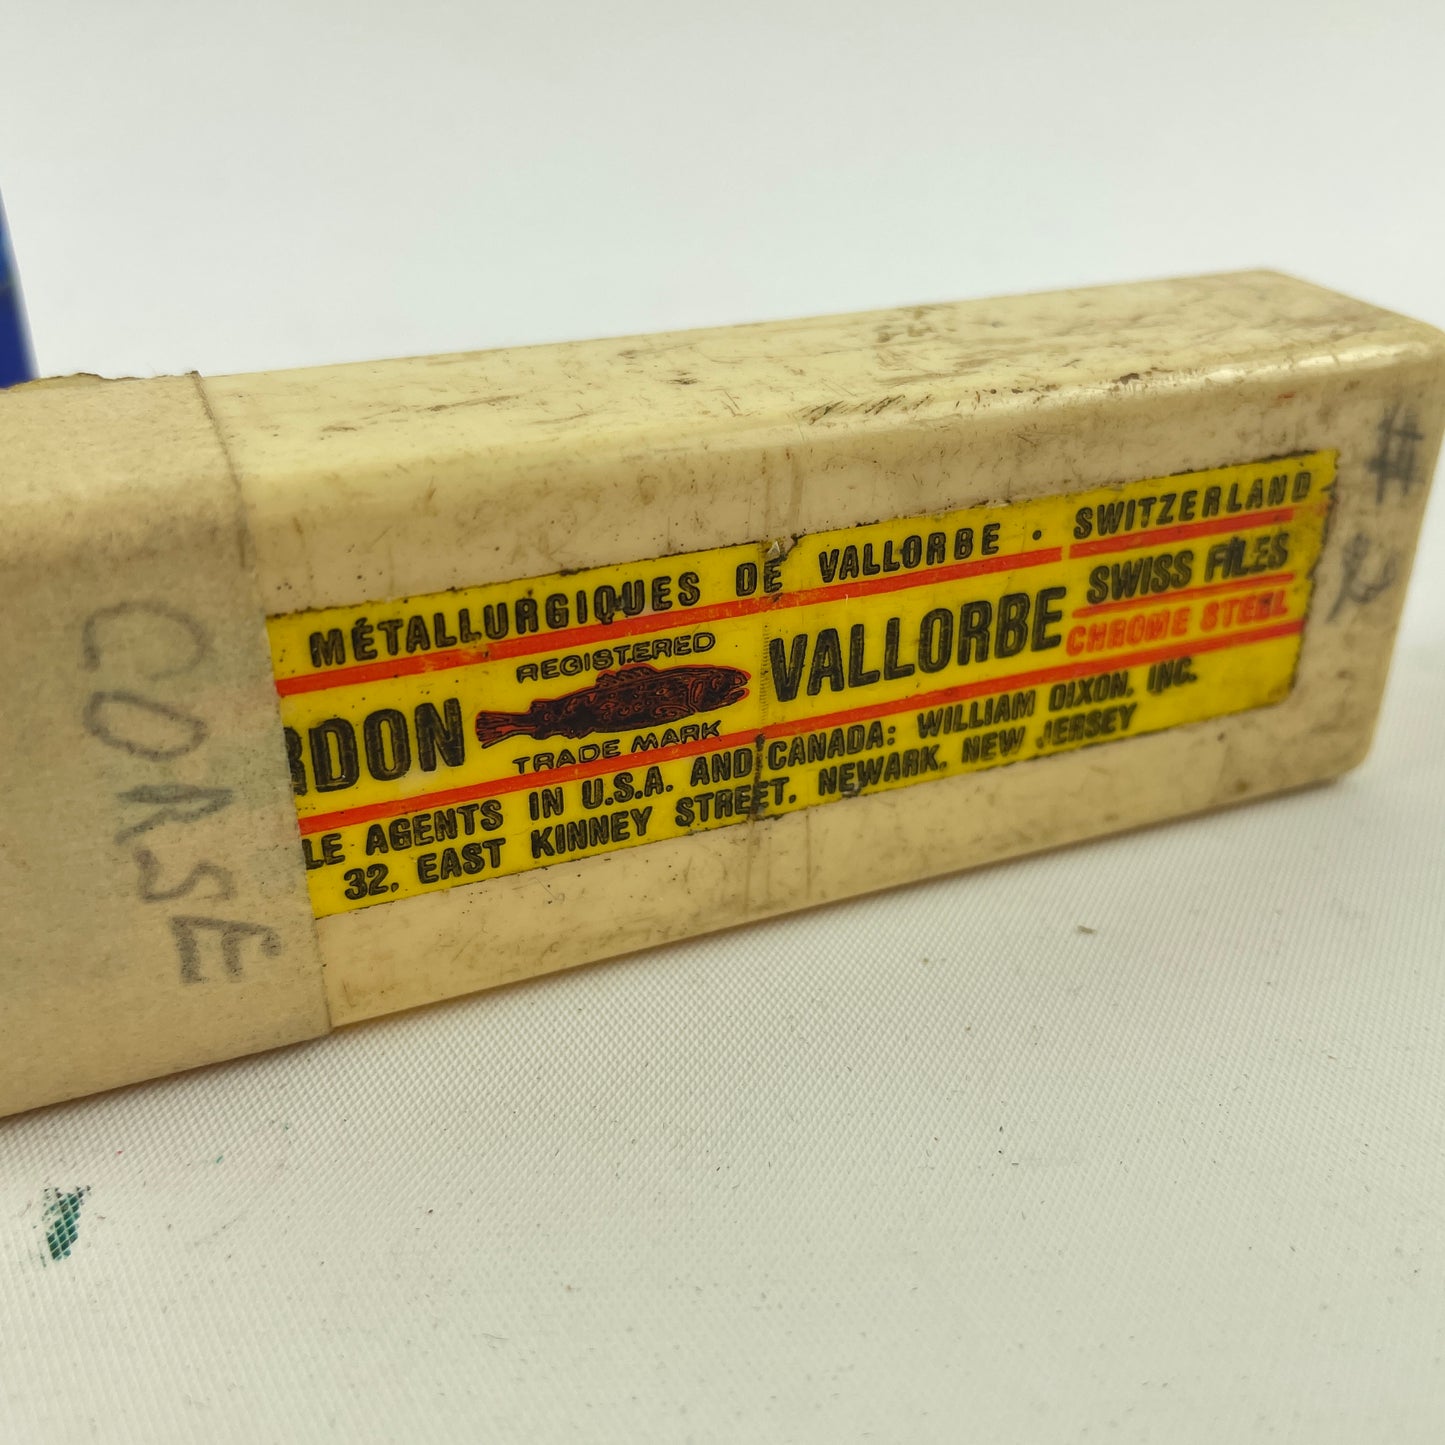 CORSE
MÉTALLURGIQUES DE VALLORBE · SWITZERLAND
RDON
REGISTERED
TRADE MARK
VALLORBE
SWISS FILES
CHROME STEEL
LE AGENTS IN U.S.A. AND CANADA: WILLIAM DIXON, INC.
32, EAST KINNEY STREET, NEWARK, NEW JERSEY
#2